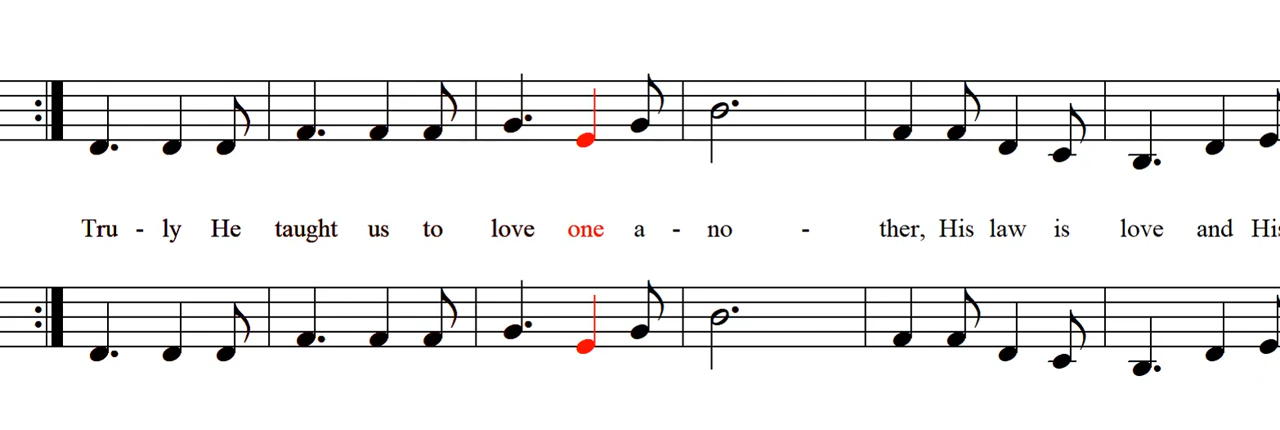 Tru - ly He taught us to love one a - no - ther, His law is love and His